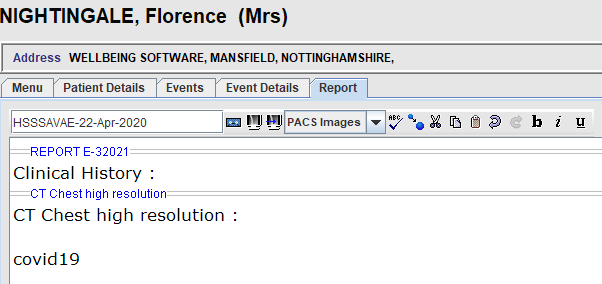 NIGHTINGALE, Florence (Mrs)
Address WELLBEING SOFTWARE, MANSFIELD, NOTTINGHAMSHIRE,
Menu Patient Details Events Event Details Report
HSSSAVAE-22-Apr-2020 PACS Images ABC b i u
REPORT E-32021
Clinical History :
CT Chest high resolution
CT Chest high resolution :
covid19